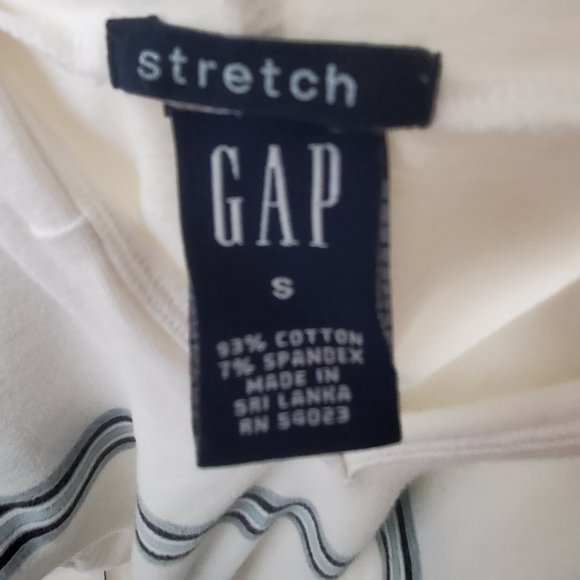 stretch
GAP
S
93% COTTON
7% SPANDEX
MADE IN
SRI LANKA
RN 54023